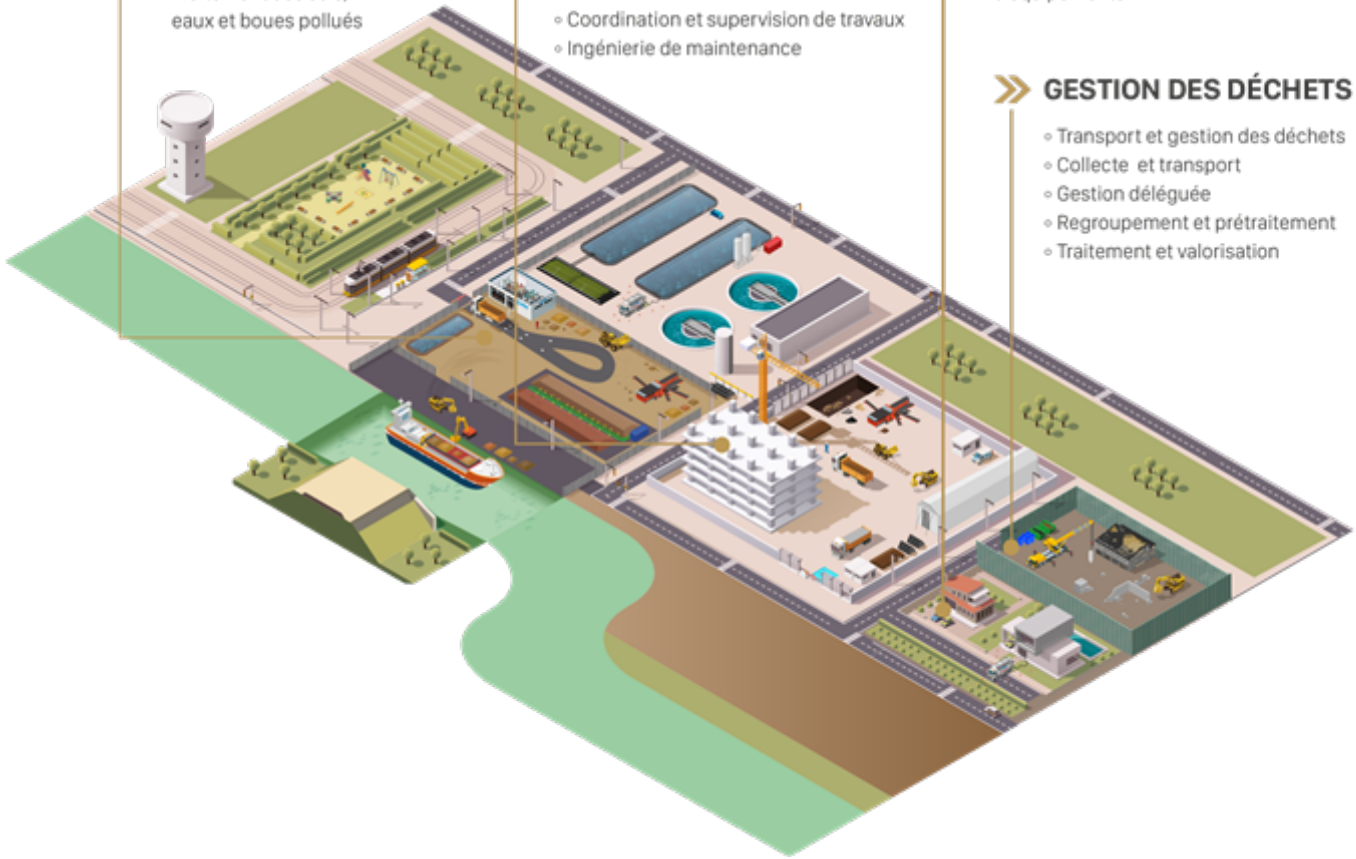 eaux et boues pollués
◦ Coordination et supervision de travaux
◦ Ingénierie de maintenance
GESTION DES DÉCHETS
◦ Transport et gestion des déchets
◦ Collecte et transport
◦ Gestion déléguée
◦ Regroupement et prétraitement
◦ Traitement et valorisation